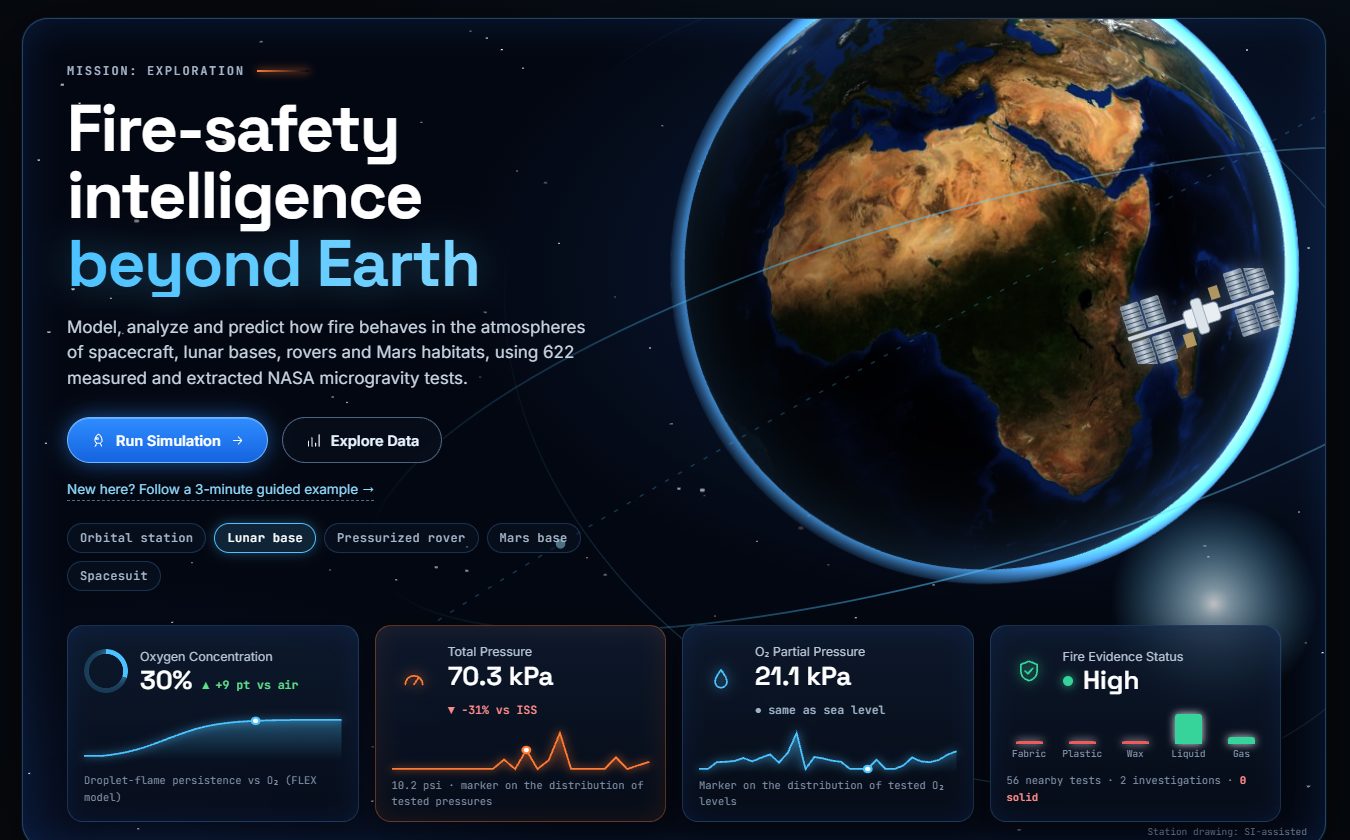 MISSION: EXPLORATION
Fire-safety
intelligence
beyond Earth
Model, analyze and predict how fire behaves in the atmospheres
of spacecraft, lunar bases, rovers and Mars habitats, using 622
measured and extracted NASA microgravity tests.
Run Simulation →
Explore Data
New here? Follow a 3-minute guided example →
Orbital station
Lunar base
Pressurized rover
Mars base
Spacesuit
Oxygen Concentration
30% ▲ +9 pt vs air
Droplet-flame persistence vs O₂ (FLEX
model)
Total Pressure
70.3 kPa
▼ -31% vs ISS
10.2 psi · marker on the distribution of
tested pressures
O₂ Partial Pressure
21.1 kPa
● same as sea level
Marker on the distribution of tested O₂
levels
Fire Evidence Status
High
Fabric Plastic Wax Liquid Gas
56 nearby tests · 2 investigations · 0
solid
Station drawing: SI-assisted